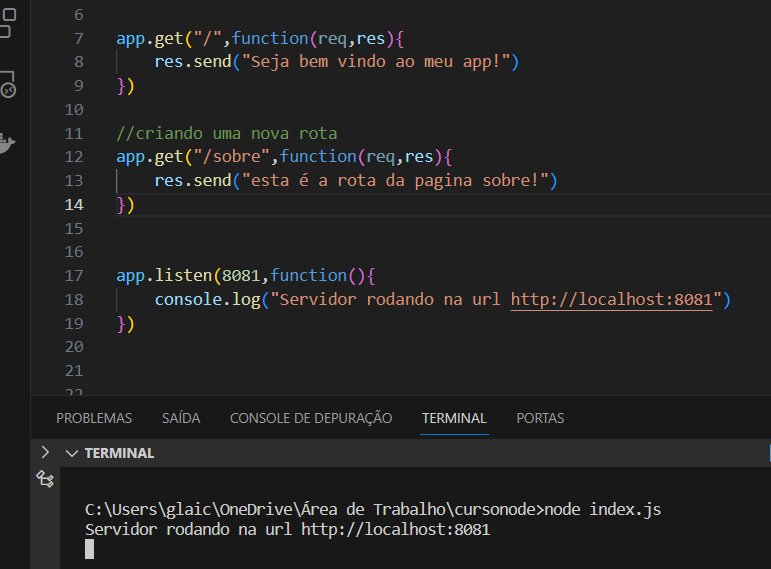 6
7 app.get("/",function(req,res){
8 res.send("Seja bem vindo ao meu app!")
9 })
10
11 //criando uma nova rota
12 app.get("/sobre",function(req,res){
13 res.send("esta é a rota da pagina sobre!")
14 })
15
16
17 app.listen(8081,function(){
18 console.log("Servidor rodando na url http://localhost:8081")
19 })
20
21
22
PROBLEMAS SAÍDA CONSOLE DE DEPURAÇÃO TERMINAL PORTAS
TERMINAL
C:\Users\glaic\OneDrive\Área de Trabalho\cursonode>node index.js
Servidor rodando na url http://localhost:8081